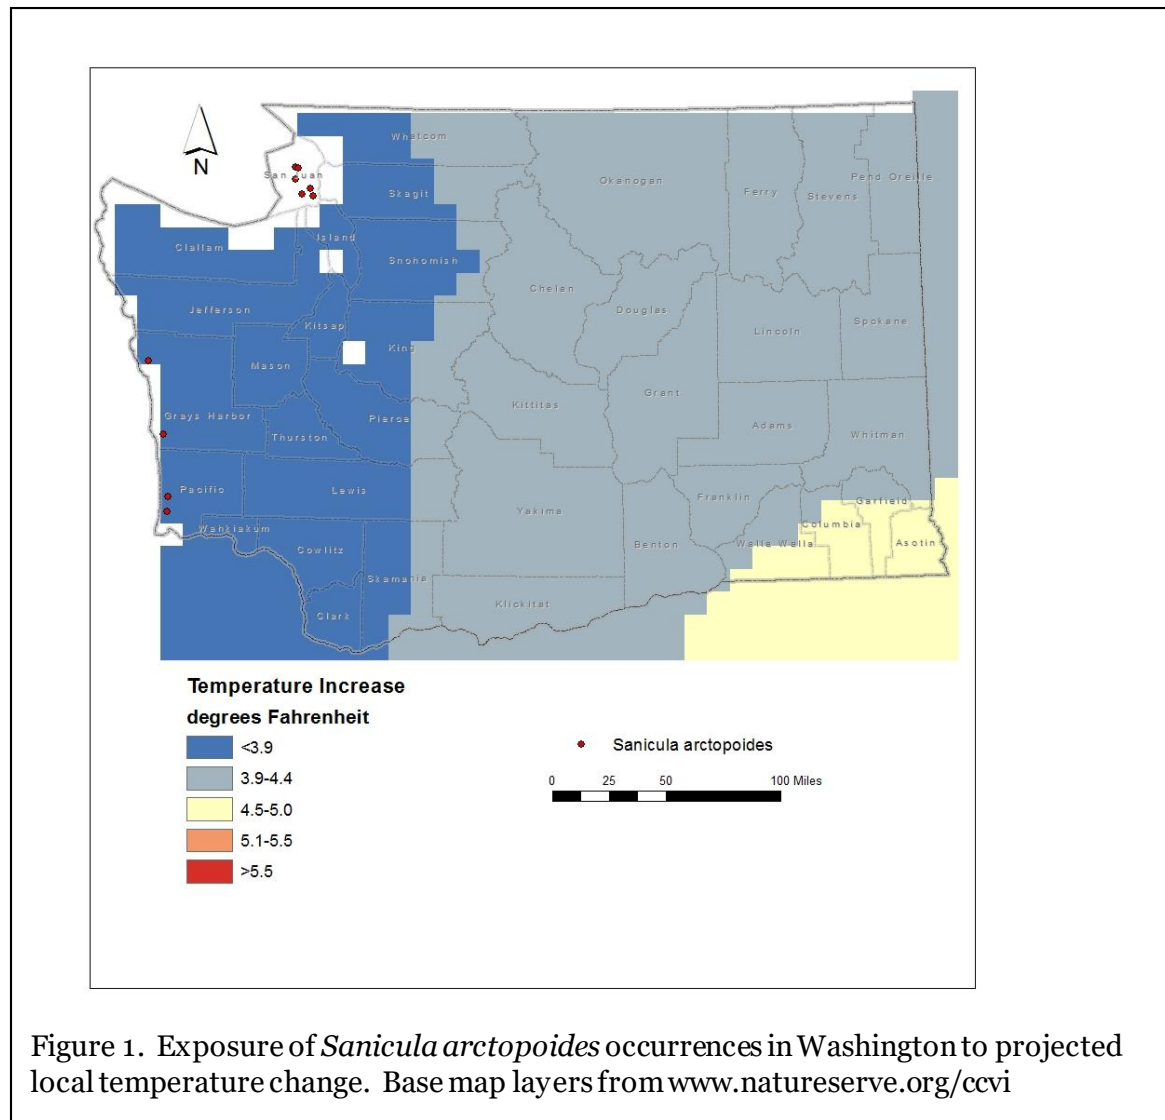 N
Whatcom
San Juan
Okanogan
Ferry
Stevens
Pend Oreille
Skagit
Island
Clallam
Snohomish
Chelan
Jefferson
Douglas
Kitsap
Lincoln
Spokane
King
Mason
Grant
Kittitas
Grays Harbor
Pierce
Adams
Thurston
Whitman
Pacific
Lewis
Franklin
Garfield
Yakima
Columbia
Wahkiakum
Benton
Walla Walla
Asotin
Cowlitz
Skamania
Klickitat
Clark
Temperature Increase
degrees Fahrenheit
<3.9
3.9-4.4
4.5-5.0
5.1-5.5
>5.5
Sanicula arctopoides
0 25 50 100 Miles
Figure 1. Exposure of Sanicula arctopoides occurrences in Washington to projected
local temperature change. Base map layers from www.natureserve.org/ccvi